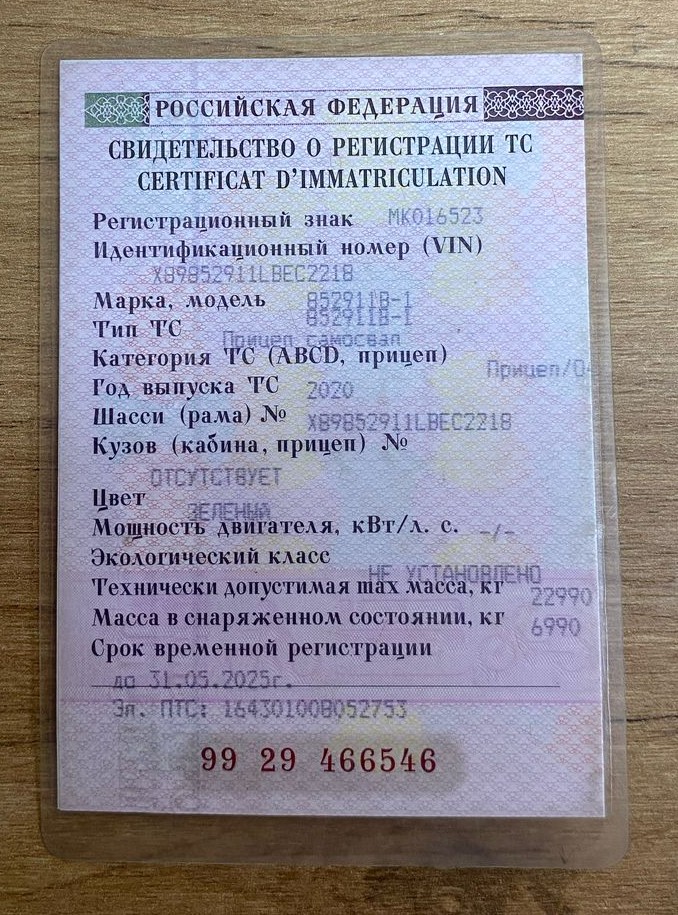 РОССИЙСКАЯ ФЕДЕРАЦИЯ
СВИДЕТЕЛЬСТВО О РЕГИСТРАЦИИ ТС
CERTIFICAT D'IMMATRICULATION
Регистрационный знак МК016523
Идентификационный номер (VIN)
X89852911LBEC2218
Марка, модель 852911В-1
852911В-1
Тип ТС
Прицеп самосвал
Категория ТС (ABCD, прицеп)
Прицеп/О4
Год выпуска ТС 2020
Шасси (рама) № X89852911LBEC2218
Кузов (кабина, прицеп) №
ОТСУТСТВУЕТ
Цвет
ЗЕЛЕНЫЙ
Мощность двигателя, кВт/л. с. -/-
Экологический класс
НЕ УСТАНОВЛЕНО
Технически допустимая max масса, кг 22990
Масса в снаряженном состоянии, кг 6990
Срок временной регистрации
до 31.05.2025г.
Эл. ПТС: 164301008052753
99 29 466546